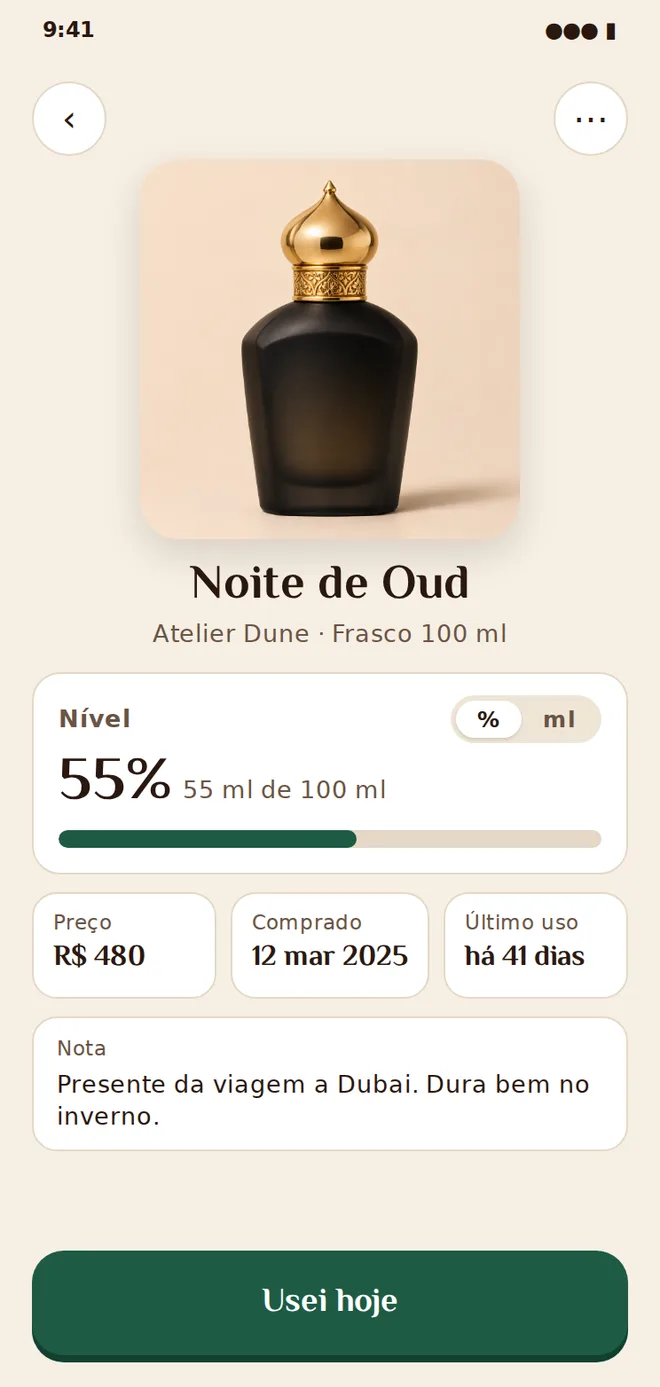 9:41
‹
⋯
Noite de Oud
Atelier Dune · Frasco 100 ml
Nível
% ml
55% 55 ml de 100 ml
Preço
R$ 480
Comprado
12 mar 2025
Último uso
há 41 dias
Nota
Presente da viagem a Dubai. Dura bem no
inverno.
Usei hoje